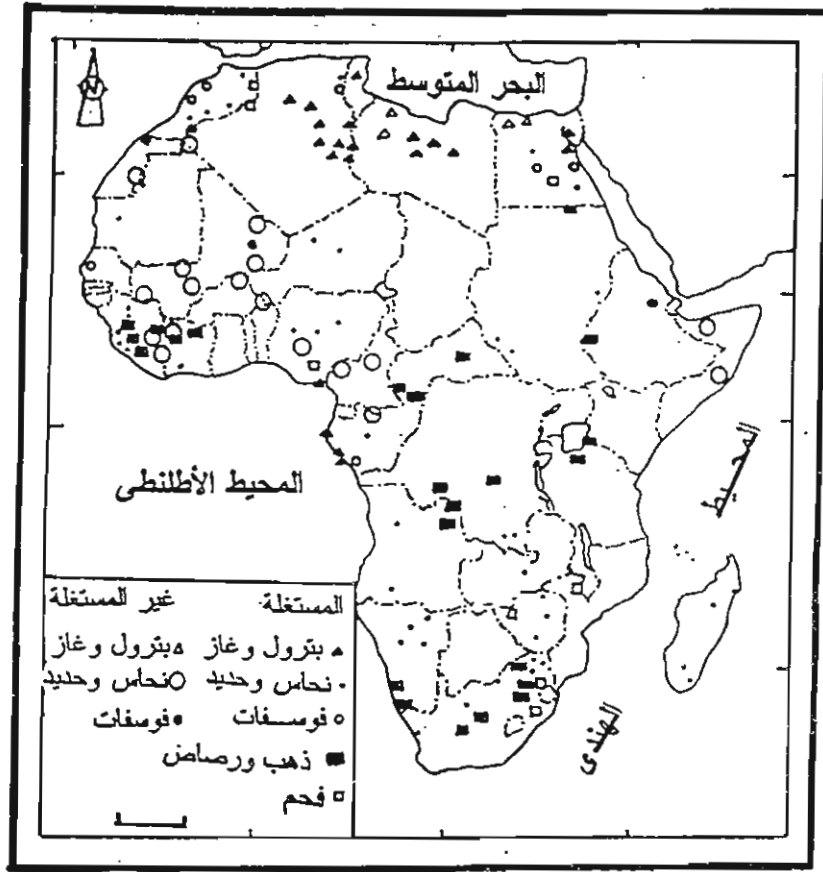 البحر المتوسط
المحيط الأطلنطى
المحيط
الهندى
المستغلة غير المستغلة
بترول وغاز بترول وغاز
نحاس وحديد نحاس وحديد
فوسفات فوسفات
ذهب ورصاص
فحم